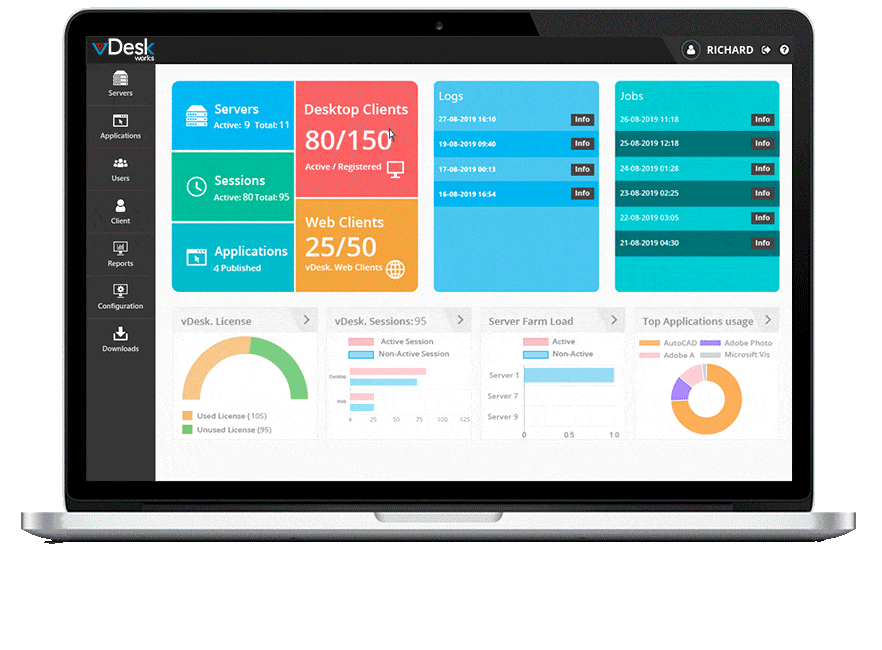 vDesk
works
RICHARD
Servers
Applications
Users
Client
Reports
Configuration
Downloads
Servers
Active: 9 Total: 11
Sessions
Active: 80 Total: 95
Applications
4 Published
Desktop Clients
80/150
Active / Registered
Web Clients
25/50
vDesk. Web Clients
Logs
27-08-2019 16:10 Info
19-08-2019 09:40 Info
17-08-2019 00:13 Info
16-08-2019 16:54 Info
Jobs
26-08-2019 11:18 Info
25-08-2019 12:18 Info
24-08-2019 01:28 Info
23-08-2019 02:25 Info
22-08-2019 03:05 Info
21-08-2019 04:30 Info
vDesk. License
Used License (105)
Unused License (95)
vDesk. Sessions:95
Active Session
Non-Active Session
Desktop
Web
0 25 50 75 100 125
Server Farm Load
Active
Non-Active
Server 1
Server 7
Server 9
0 0.5 1.0
Top Applications usage
AutoCAD Adobe Photo
Adobe A Microsift Vis